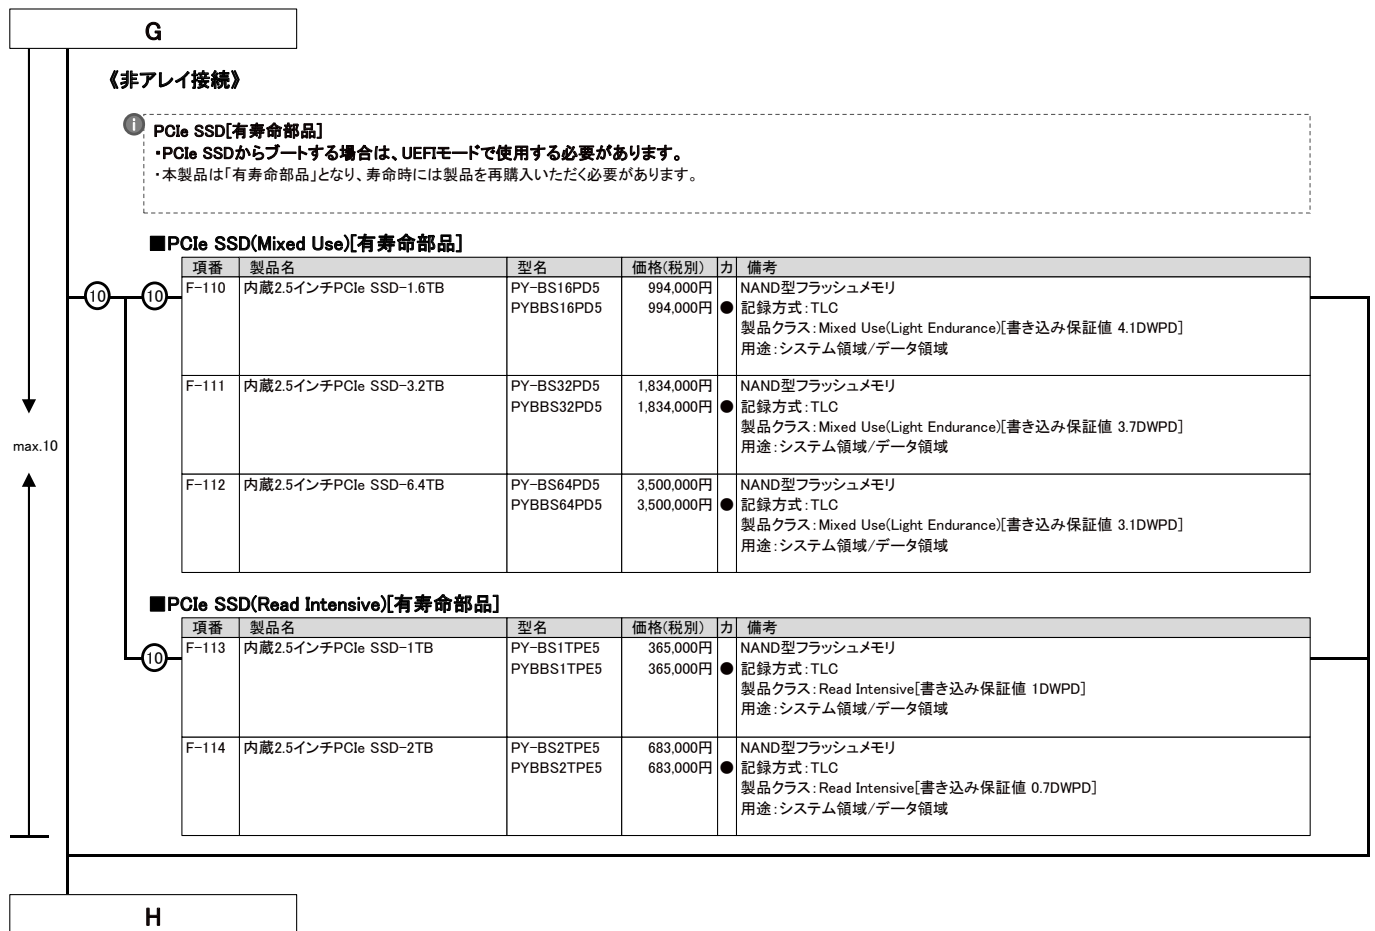 G
《非アレイ接続》
i
PCIe SSD[有寿命部品]
・PCIe SSDからブートする場合は、UEFIモードで使用する必要があります。
・本製品は「有寿命部品」となり、寿命時には製品を再購入いただく必要があります。
■PCIe SSD(Mixed Use)[有寿命部品]
項番 製品名 型名 価格(税別) カ 備考
⑩ ⑩ F-110 内蔵2.5インチPCIe SSD-1.6TB PY-BS16PD5 994,000円 NAND型フラッシュメモリ
PYBBS16PD5 994,000円 ● 記録方式:TLC
製品クラス:Mixed Use(Light Endurance)[書き込み保証値 4.1DWPD]
用途:システム領域/データ領域
F-111 内蔵2.5インチPCIe SSD-3.2TB PY-BS32PD5 1,834,000円 NAND型フラッシュメモリ
PYBBS32PD5 1,834,000円 ● 記録方式:TLC
製品クラス:Mixed Use(Light Endurance)[書き込み保証値 3.7DWPD]
用途:システム領域/データ領域
max.10
F-112 内蔵2.5インチPCIe SSD-6.4TB PY-BS64PD5 3,500,000円 NAND型フラッシュメモリ
PYBBS64PD5 3,500,000円 ● 記録方式:TLC
製品クラス:Mixed Use(Light Endurance)[書き込み保証値 3.1DWPD]
用途:システム領域/データ領域
■PCIe SSD(Read Intensive)[有寿命部品]
項番 製品名 型名 価格(税別) カ 備考
⑩ F-113 内蔵2.5インチPCIe SSD-1TB PY-BS1TPE5 365,000円 NAND型フラッシュメモリ
PYBBS1TPE5 365,000円 ● 記録方式:TLC
製品クラス:Read Intensive[書き込み保証値 1DWPD]
用途:システム領域/データ領域
F-114 内蔵2.5インチPCIe SSD-2TB PY-BS2TPE5 683,000円 NAND型フラッシュメモリ
PYBBS2TPE5 683,000円 ● 記録方式:TLC
製品クラス:Read Intensive[書き込み保証値 0.7DWPD]
用途:システム領域/データ領域
H